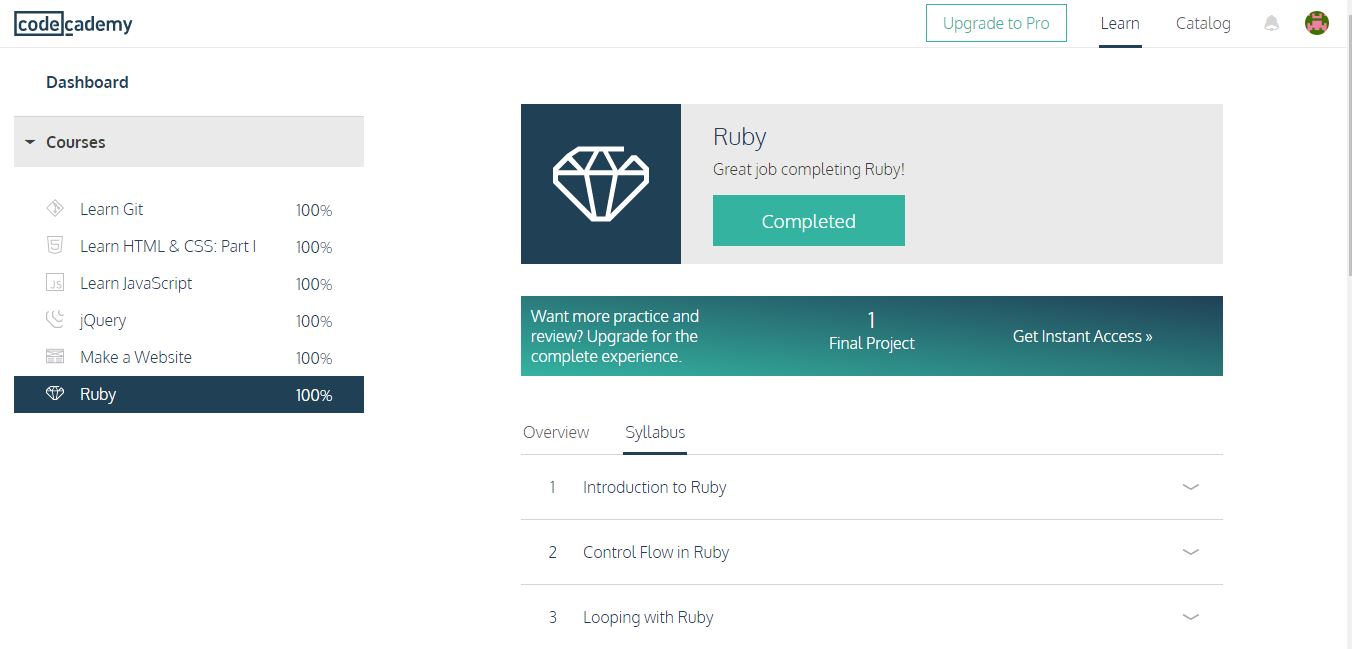 codecademy
Upgrade to Pro
Learn
Catalog
Dashboard
Courses
Learn Git 100%
Learn HTML & CSS: Part I 100%
JS Learn JavaScript 100%
jQuery 100%
Make a Website 100%
Ruby 100%
Ruby
Great job completing Ruby!
Completed
Want more practice and
review? Upgrade for the
complete experience.
1
Final Project
Get Instant Access »
Overview
Syllabus
1 Introduction to Ruby
2 Control Flow in Ruby
3 Looping with Ruby